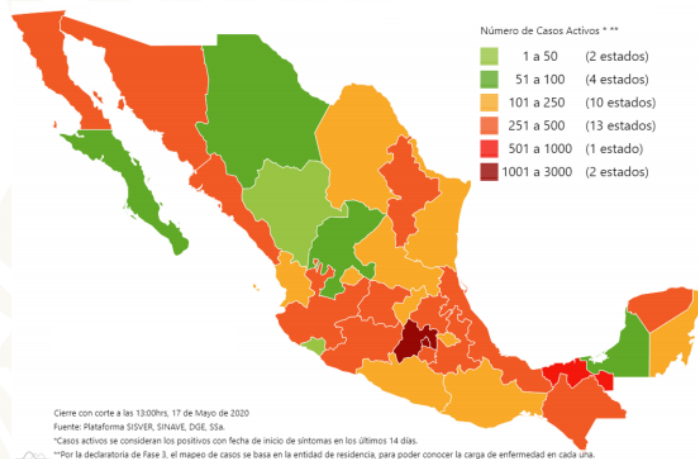 Número de Casos Activos * **
1 a 50 (2 estados)
51 a 100 (4 estados)
101 a 250 (10 estados)
251 a 500 (13 estados)
501 a 1000 (1 estado)
1001 a 3000 (2 estados)
Cierre con corte a las 13:00hrs, 17 de Mayo de 2020
Fuente: Plataforma SISVER, SINAVE, DGE, SSa.
*Casos activos se consideran los positivos con fecha de inicio de síntomas en los últimos 14 días.
**Por la declaratoria de Fase 3, el mapeo de casos se basa en la entidad de residencia, para poder conocer la carga de enfermedad en cada una.